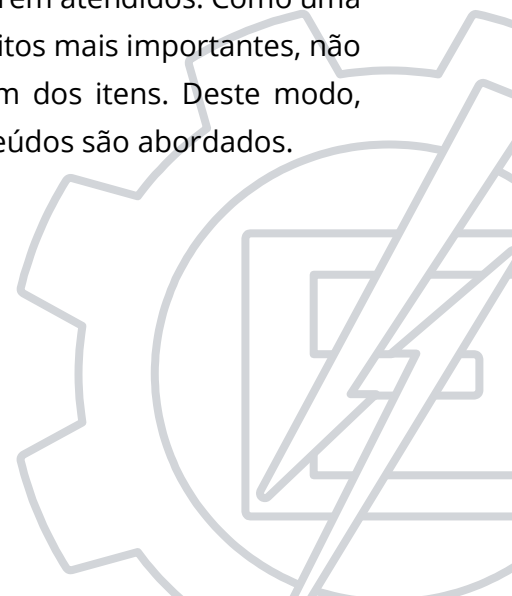 rem atendidos. Como uma
itos mais importantes, não
m dos itens. Deste modo,
eúdos são abordados.